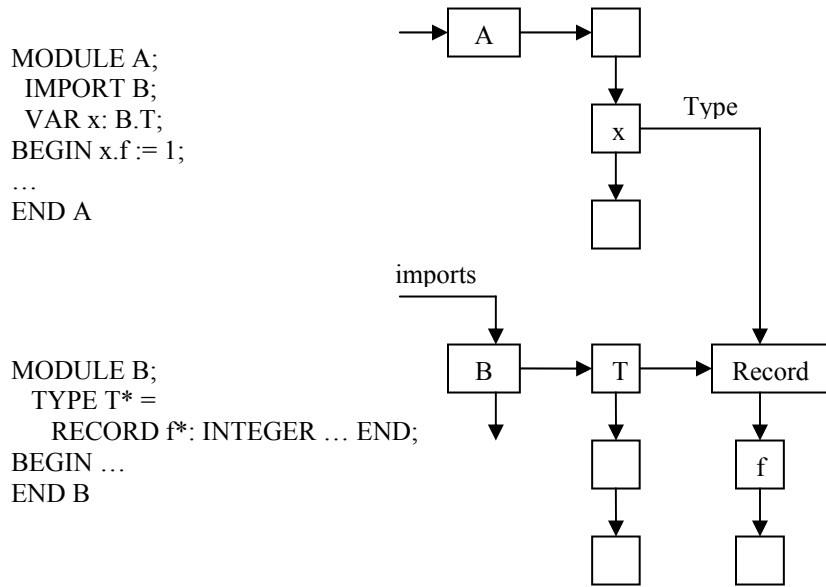 A
MODULE A;
IMPORT B;
VAR x: B.T;
BEGIN x.f := 1;
…
END A
Type
x
imports
MODULE B;
TYPE T* =
RECORD f*: INTEGER … END;
BEGIN …
END B
B
T
Record
f